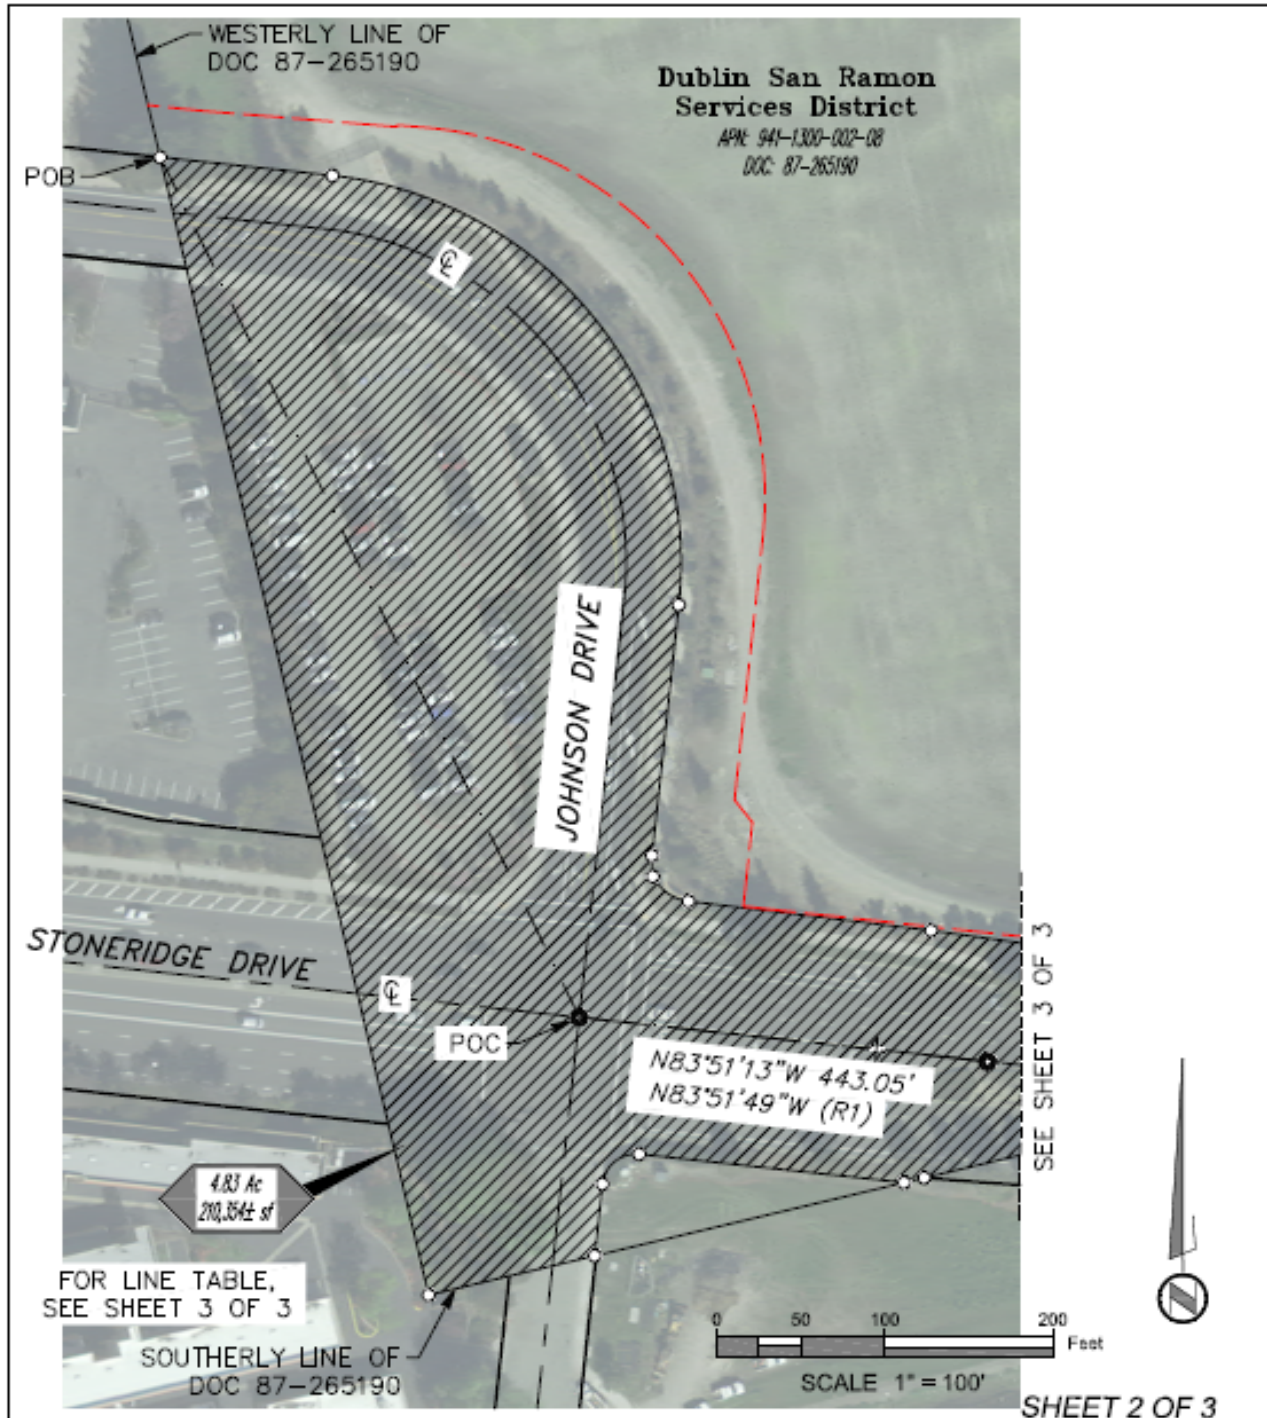 WESTERLY LINE OF
DOC 87-265190
Dublin San Ramon
Services District
APN: 941-1300-002-08
DOC: 87-265190
POB
℄
JOHNSON DRIVE
STONERIDGE DRIVE
℄
POC
N83°51'13"W 443.05'
N83°51'49"W (R1)
SEE SHEET 3 OF 3
4.83 Ac
210,354± sf
FOR LINE TABLE,
SEE SHEET 3 OF 3
SOUTHERLY LINE OF
DOC 87-265190
0 50 100 200
Feet
SCALE 1" = 100'
N
SHEET 2 OF 3